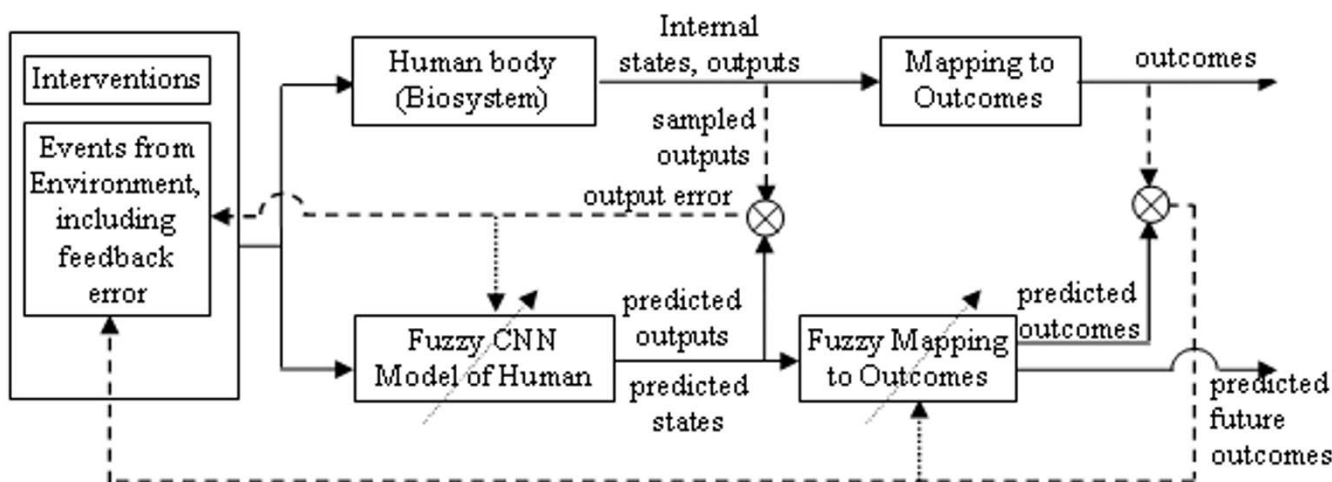 Interventions
Events from
Environment,
including
feedback
error
Human body
(Biosystem)
Internal
states, outputs
Mapping to
Outcomes
outcomes
sampled
outputs
output error
Fuzzy CNN
Model of Human
predicted
outputs
predicted
states
Fuzzy Mapping
to Outcomes
predicted
outcomes
predicted
future
outcomes